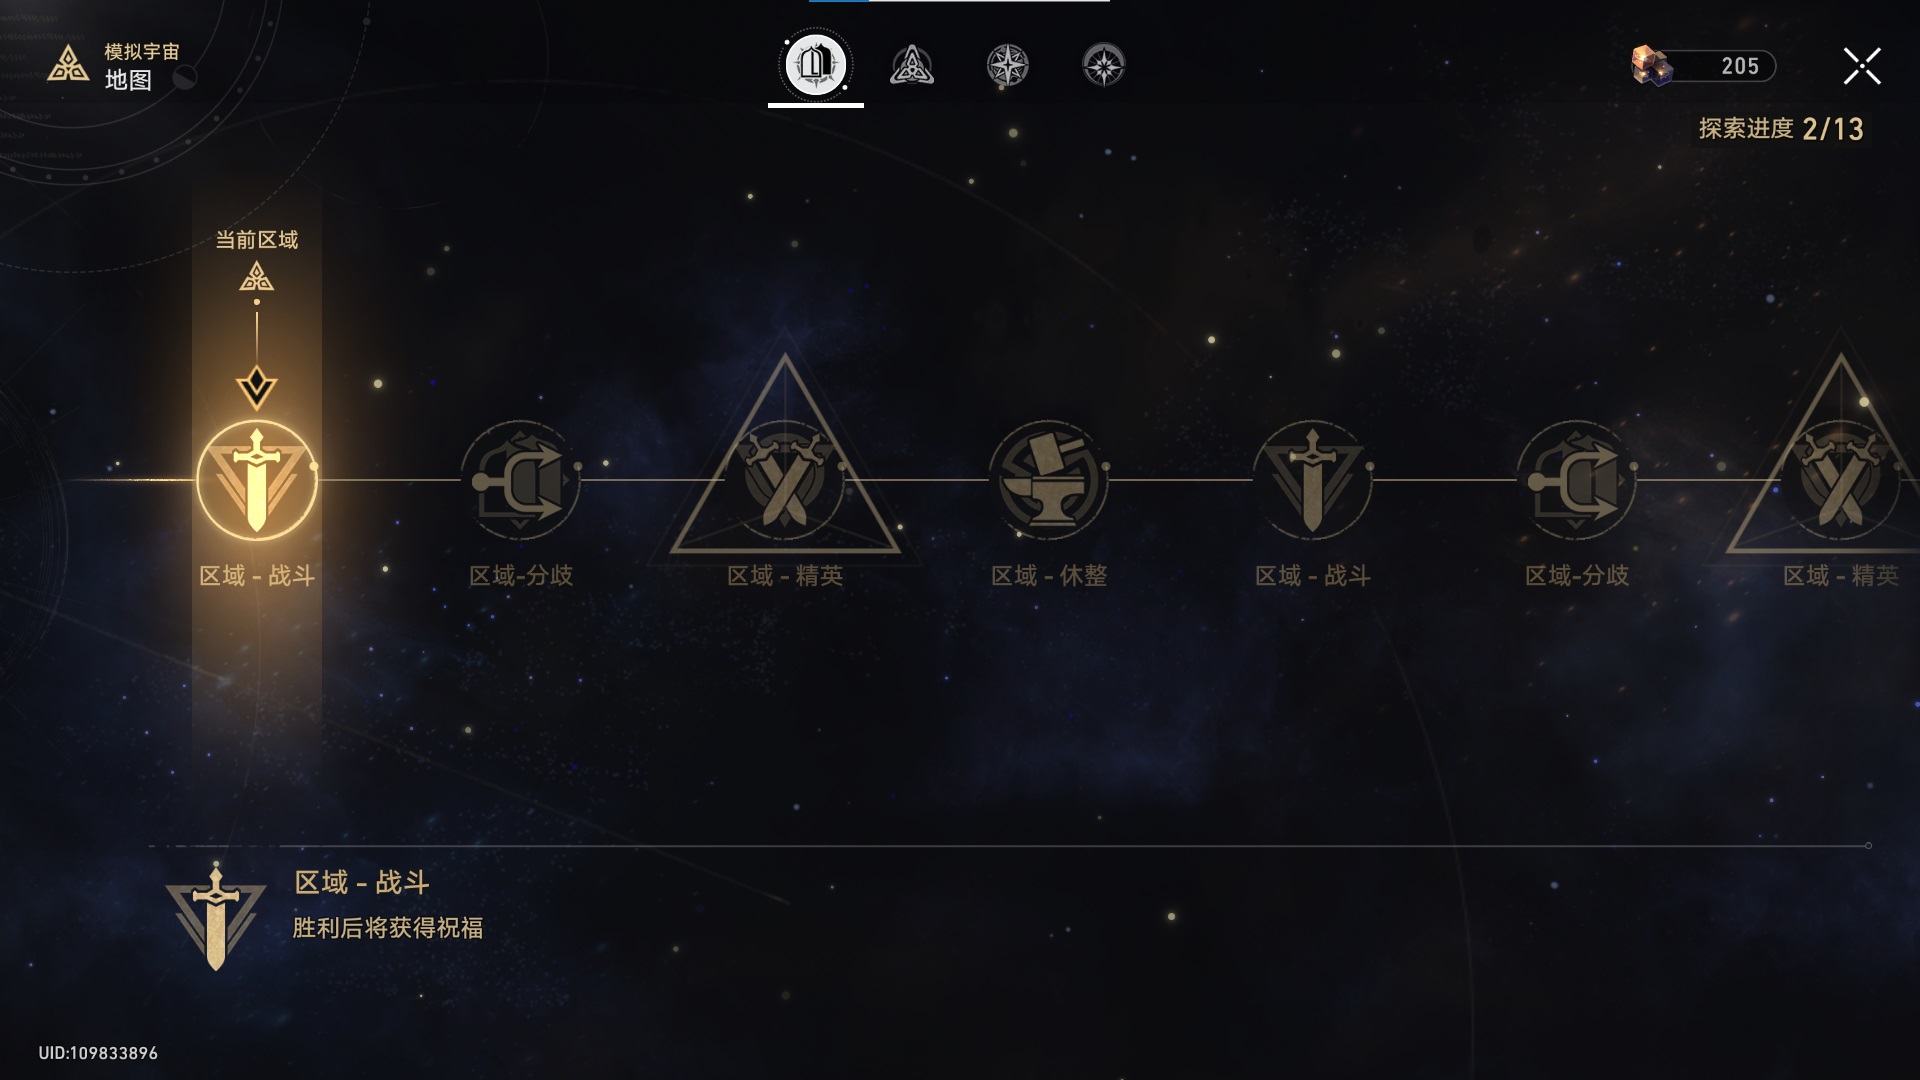 模拟宇宙
地图
205
探索进度 2/13
当前区域
区域 - 战斗
区域-分歧
区域 - 精英
区域 - 休整
区域 - 战斗
区域-分歧
区域 - 精英
区域 - 战斗
胜利后将获得祝福
UID:109833896